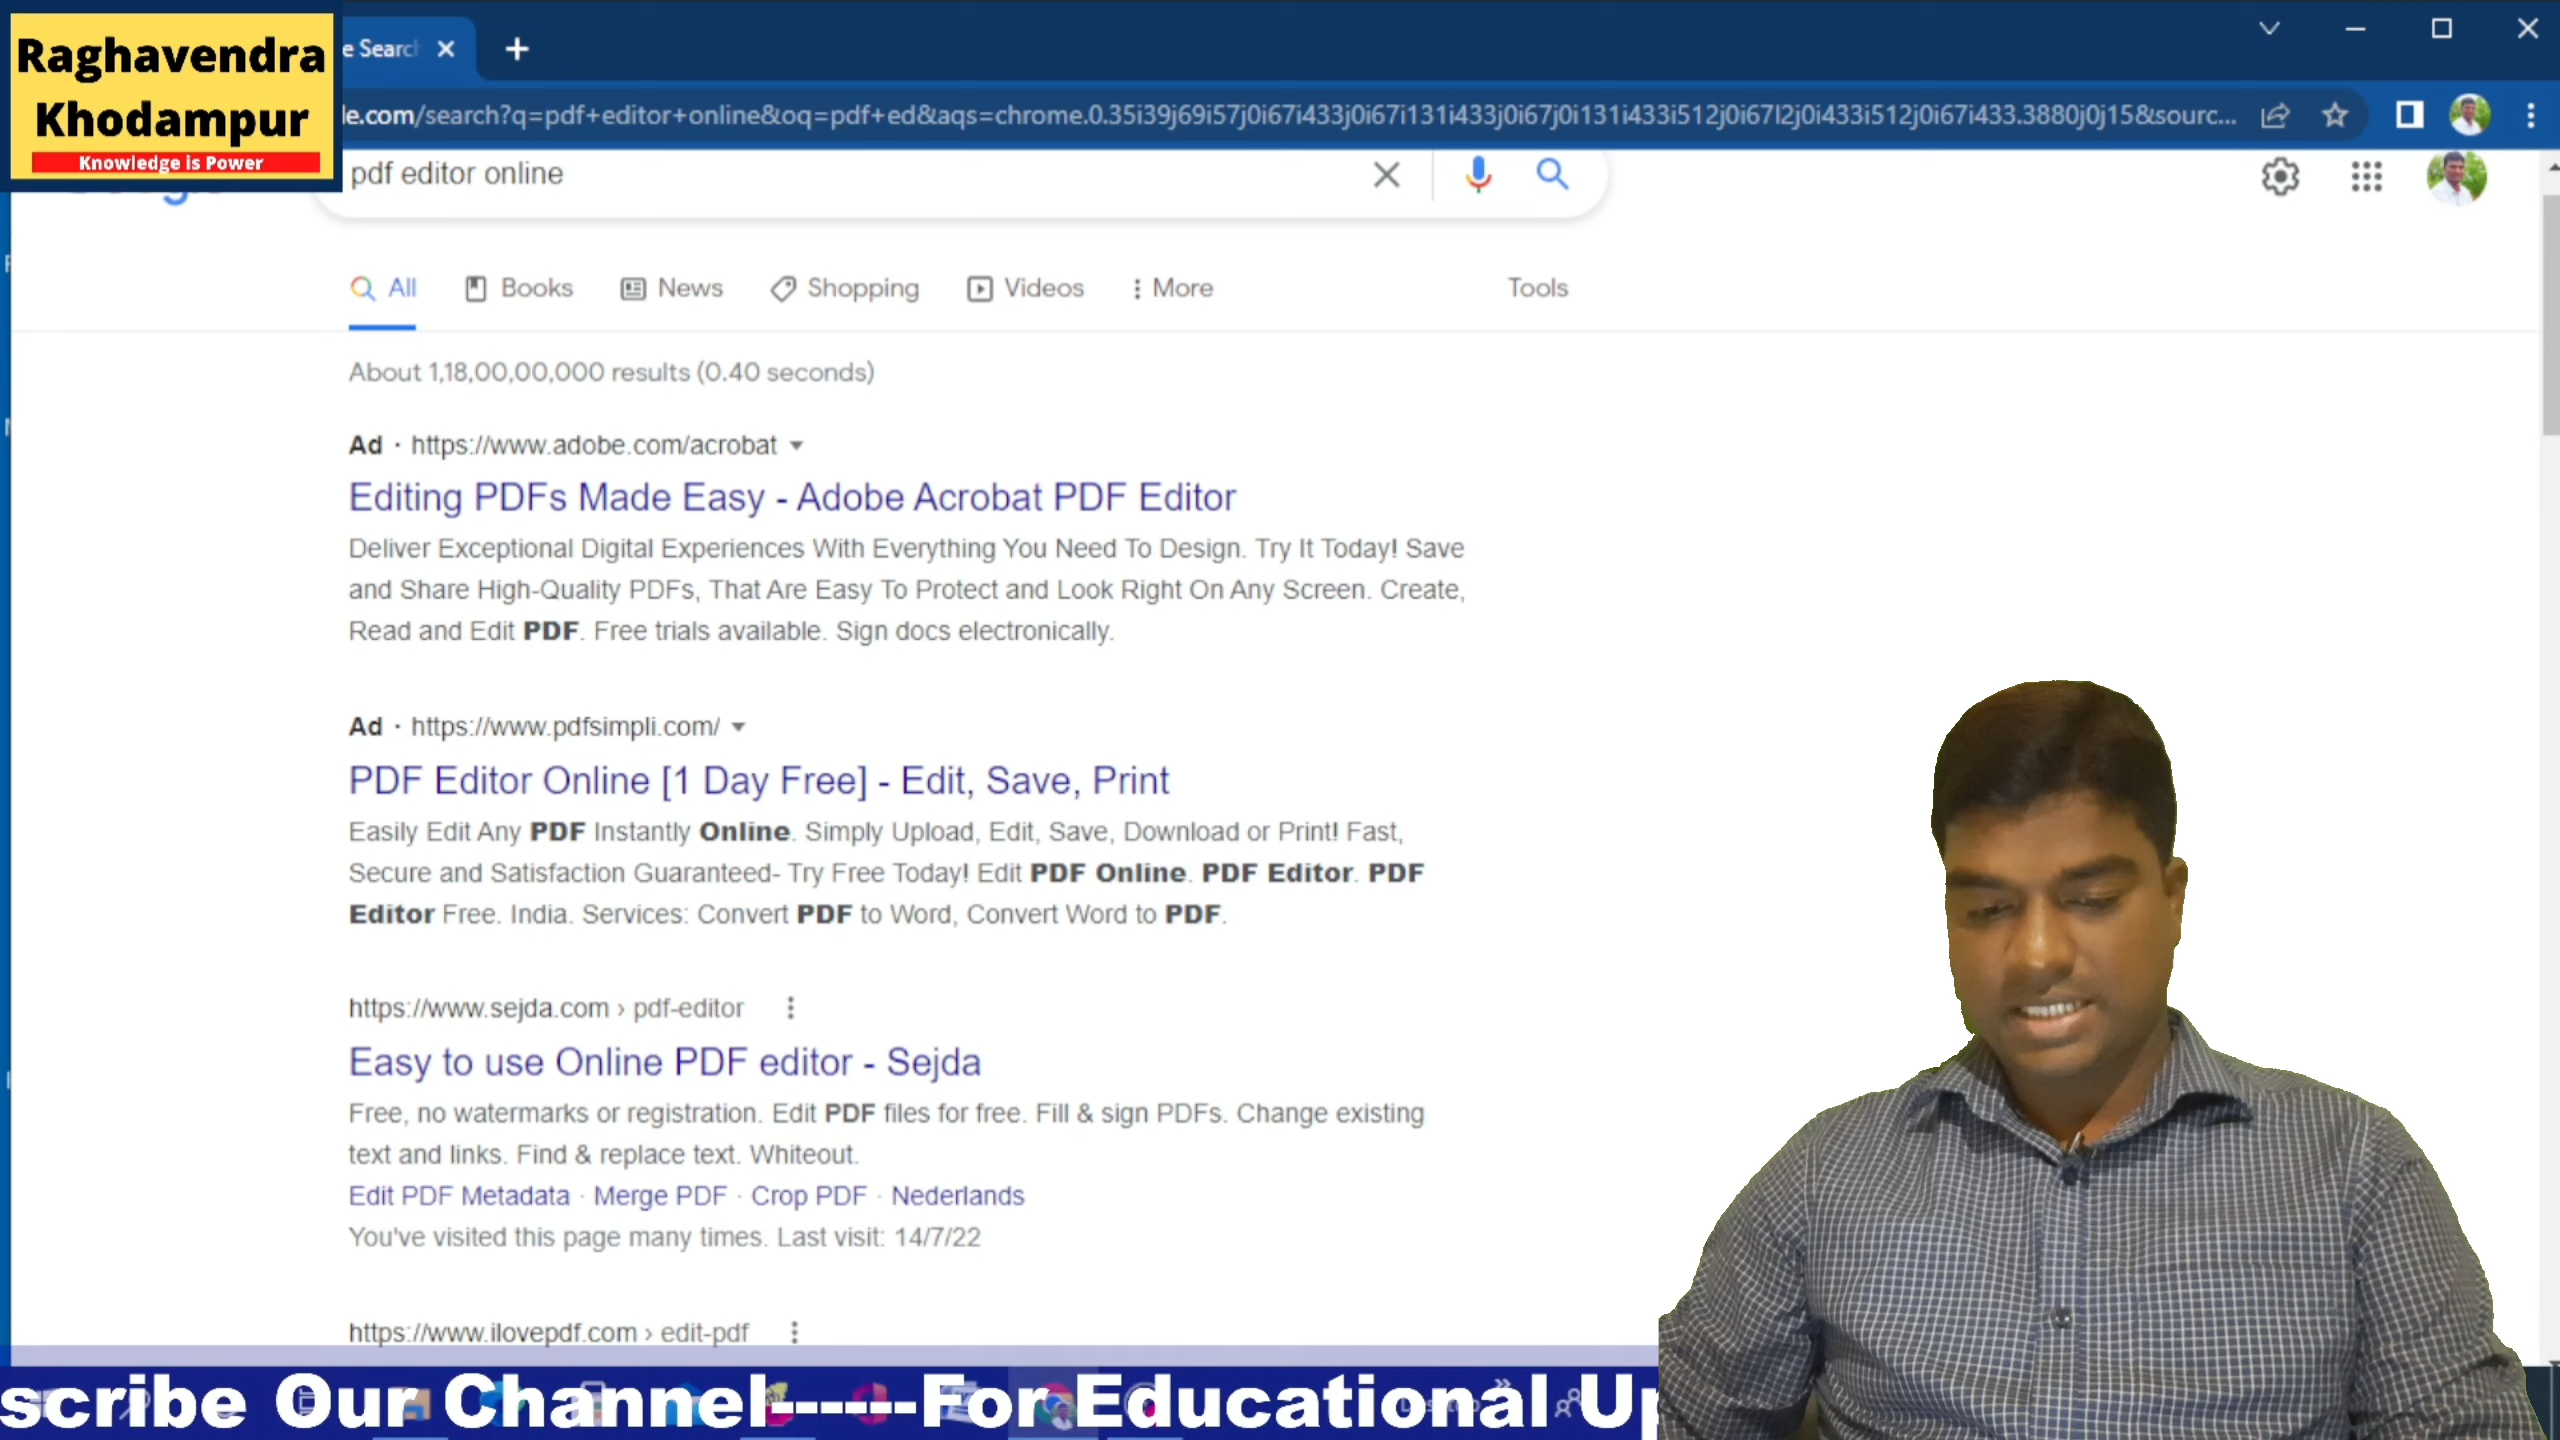 Raghavendra
Khodampur
Knowledge is Power
e Search
le.com/search?q=pdf+editor+online&oq=pdf+ed&aqs=chrome.0.35i39j69i57j0i67i433j0i67i131i433j0i67j0i131i433i512j0i67l2j0i433i512j0i67i433.3880j0j15&sourc...
pdf editor online
All Books News Shopping Videos More Tools
About 1,18,00,00,000 results (0.40 seconds)
Ad · https://www.adobe.com/acrobat
Editing PDFs Made Easy - Adobe Acrobat PDF Editor
Deliver Exceptional Digital Experiences With Everything You Need To Design. Try It Today! Save
and Share High-Quality PDFs, That Are Easy To Protect and Look Right On Any Screen. Create,
Read and Edit PDF. Free trials available. Sign docs electronically.
Ad · https://www.pdfsimpli.com/
PDF Editor Online [1 Day Free] - Edit, Save, Print
Easily Edit Any PDF Instantly Online. Simply Upload, Edit, Save, Download or Print! Fast,
Secure and Satisfaction Guaranteed- Try Free Today! Edit PDF Online. PDF Editor. PDF
Editor Free. India. Services: Convert PDF to Word, Convert Word to PDF.
https://www.sejda.com › pdf-editor
Easy to use Online PDF editor - Sejda
Free, no watermarks or registration. Edit PDF files for free. Fill & sign PDFs. Change existing
text and links. Find & replace text. Whiteout.
Edit PDF Metadata · Merge PDF · Crop PDF · Nederlands
You've visited this page many times. Last visit: 14/7/22
https://www.ilovepdf.com › edit-pdf
scribe Our Channel------For Educational Up